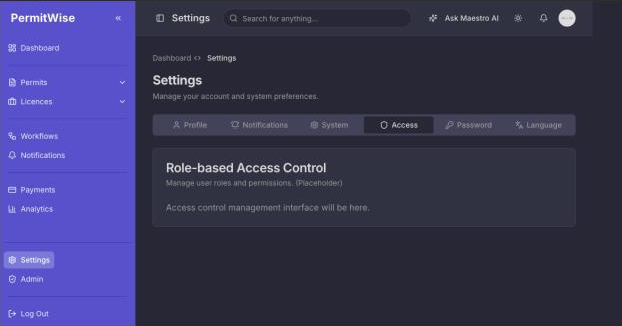 PermitWise
Dashboard
Permits
Licences
Workflows
Notifications
Payments
Analytics
Settings
Admin
Log Out
Settings
Search for anything...
Ask Maestro AI
Dashboard <> Settings
Settings
Manage your account and system preferences.
Profile Notifications System Access Password Language
Role-based Access Control
Manage user roles and permissions. (Placeholder)
Access control management interface will be here.